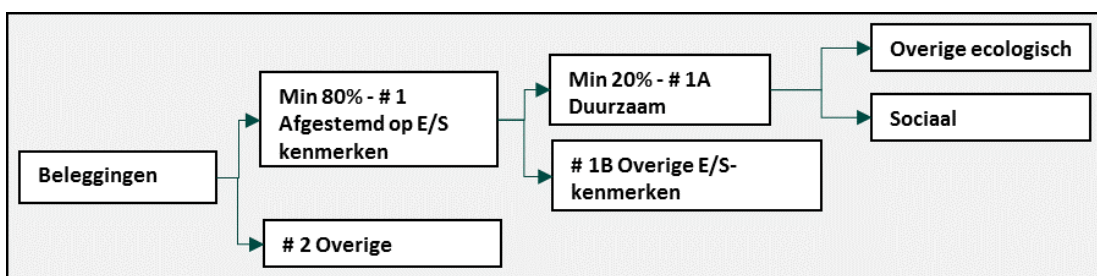 Beleggingen
Min 80% - # 1
Afgestemd op E/S
kenmerken
# 2 Overige
Min 20% - # 1A
Duurzaam
# 1B Overige E/S-
kenmerken
Overige ecologisch
Sociaal